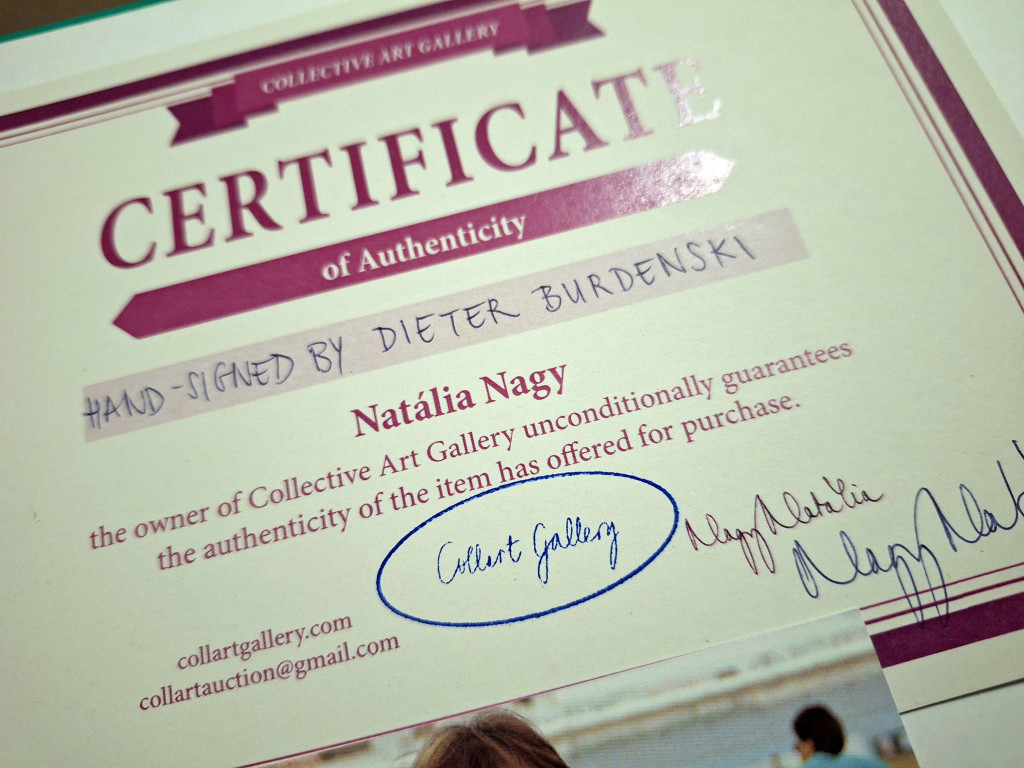 COLLECTIVE ART GALLERY
CERTIFICATE
of Authenticity
HAND-SIGNED BY DIETER BURDENSKI
Natália Nagy
the owner of Collective Art Gallery unconditionally guarantees
the authenticity of the item has offered for purchase.
Collart Gallery
Nagy Natália
Nagy Nat
collartgallery.com
collartauction@gmail.com